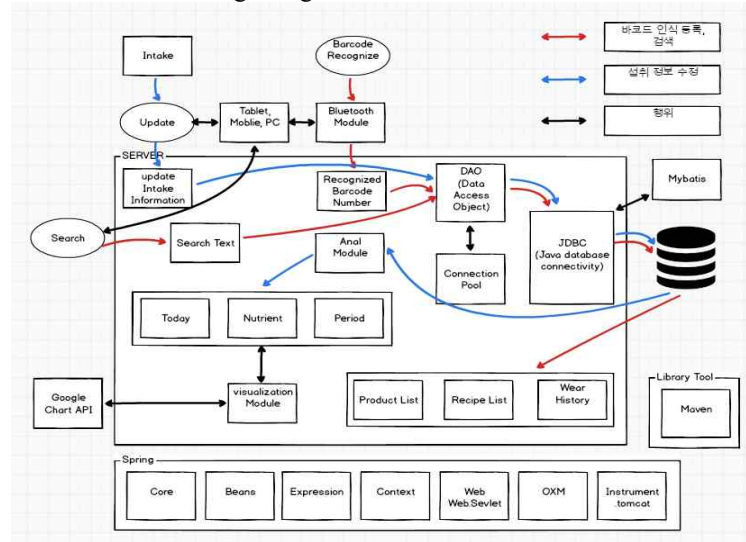 Intake
Barcode
Recognize
바코드 인식 등록,
검색
섭취 정보 수정
행위
Update
Tablet,
Moblie, PC
Bluetooth
Module
SERVER
update
Intake
Information
Recognized
Barcode
Number
DAO
(Data
Access
Object)
Mybatis
Search
Search Text
Anal
Module
Connection
Pool
JDBC
(Java database
connectivity)
Today
Nutrient
Period
Google
Chart API
visualization
Module
Product List
Recipe List
Wear
History
Library Tool
Maven
Spring
Core
Beans
Expression
Context
Web
Web.Sevlet
OXM
Instrument
.tomcat